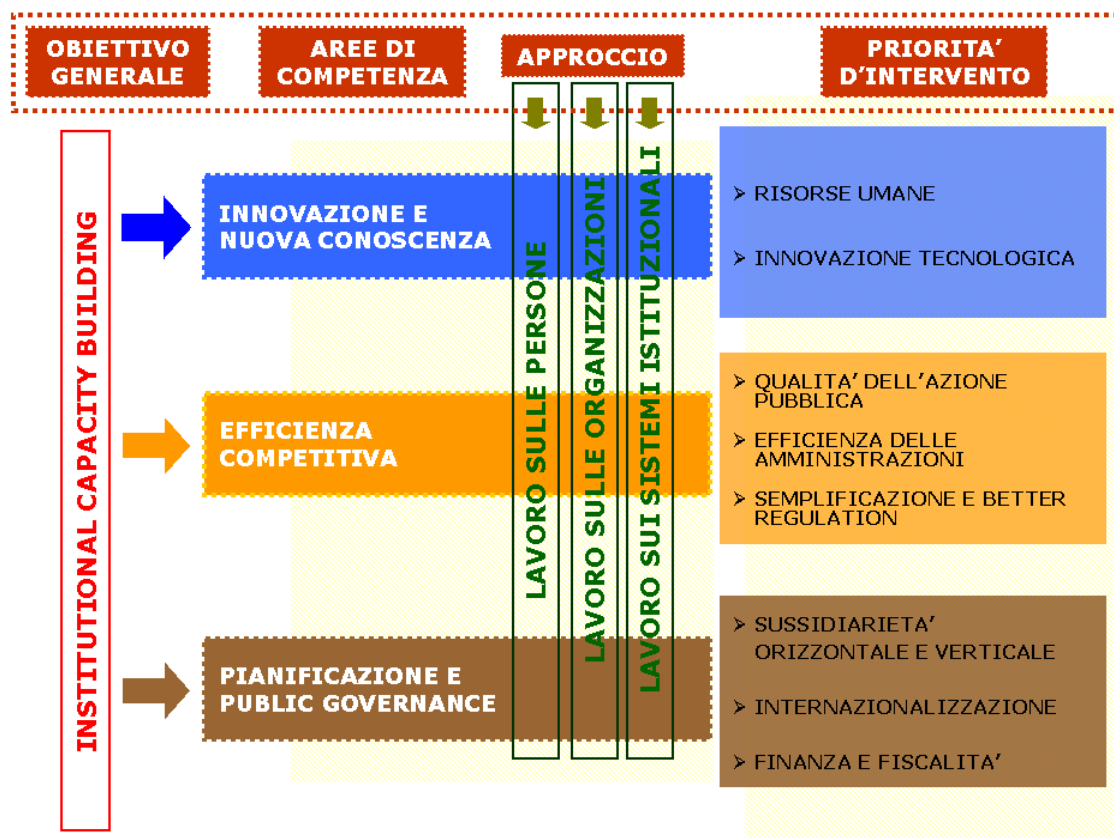 OBIETTIVO
GENERALE
AREE DI
COMPETENZA
APPROCCIO
PRIORITA’
D’INTERVENTO
INSTITUTIONAL CAPACITY BUILDING
INNOVAZIONE E
NUOVA CONOSCENZA
EFFICIENZA
COMPETITIVA
PIANIFICAZIONE E
PUBLIC GOVERNANCE
LAVORO SULLE PERSONE
LAVORO SULLE ORGANIZZAZIONI
LAVORO SUI SISTEMI ISTITUZIONALI
➢ RISORSE UMANE
➢ INNOVAZIONE TECNOLOGICA
➢ QUALITA’ DELL’AZIONE
PUBBLICA
➢ EFFICIENZA DELLE
AMMINISTRAZIONI
➢ SEMPLIFICAZIONE E BETTER
REGULATION
➢ SUSSIDIARIETA’
ORIZZONTALE E VERTICALE
➢ INTERNAZIONALIZZAZIONE
➢ FINANZA E FISCALITA’